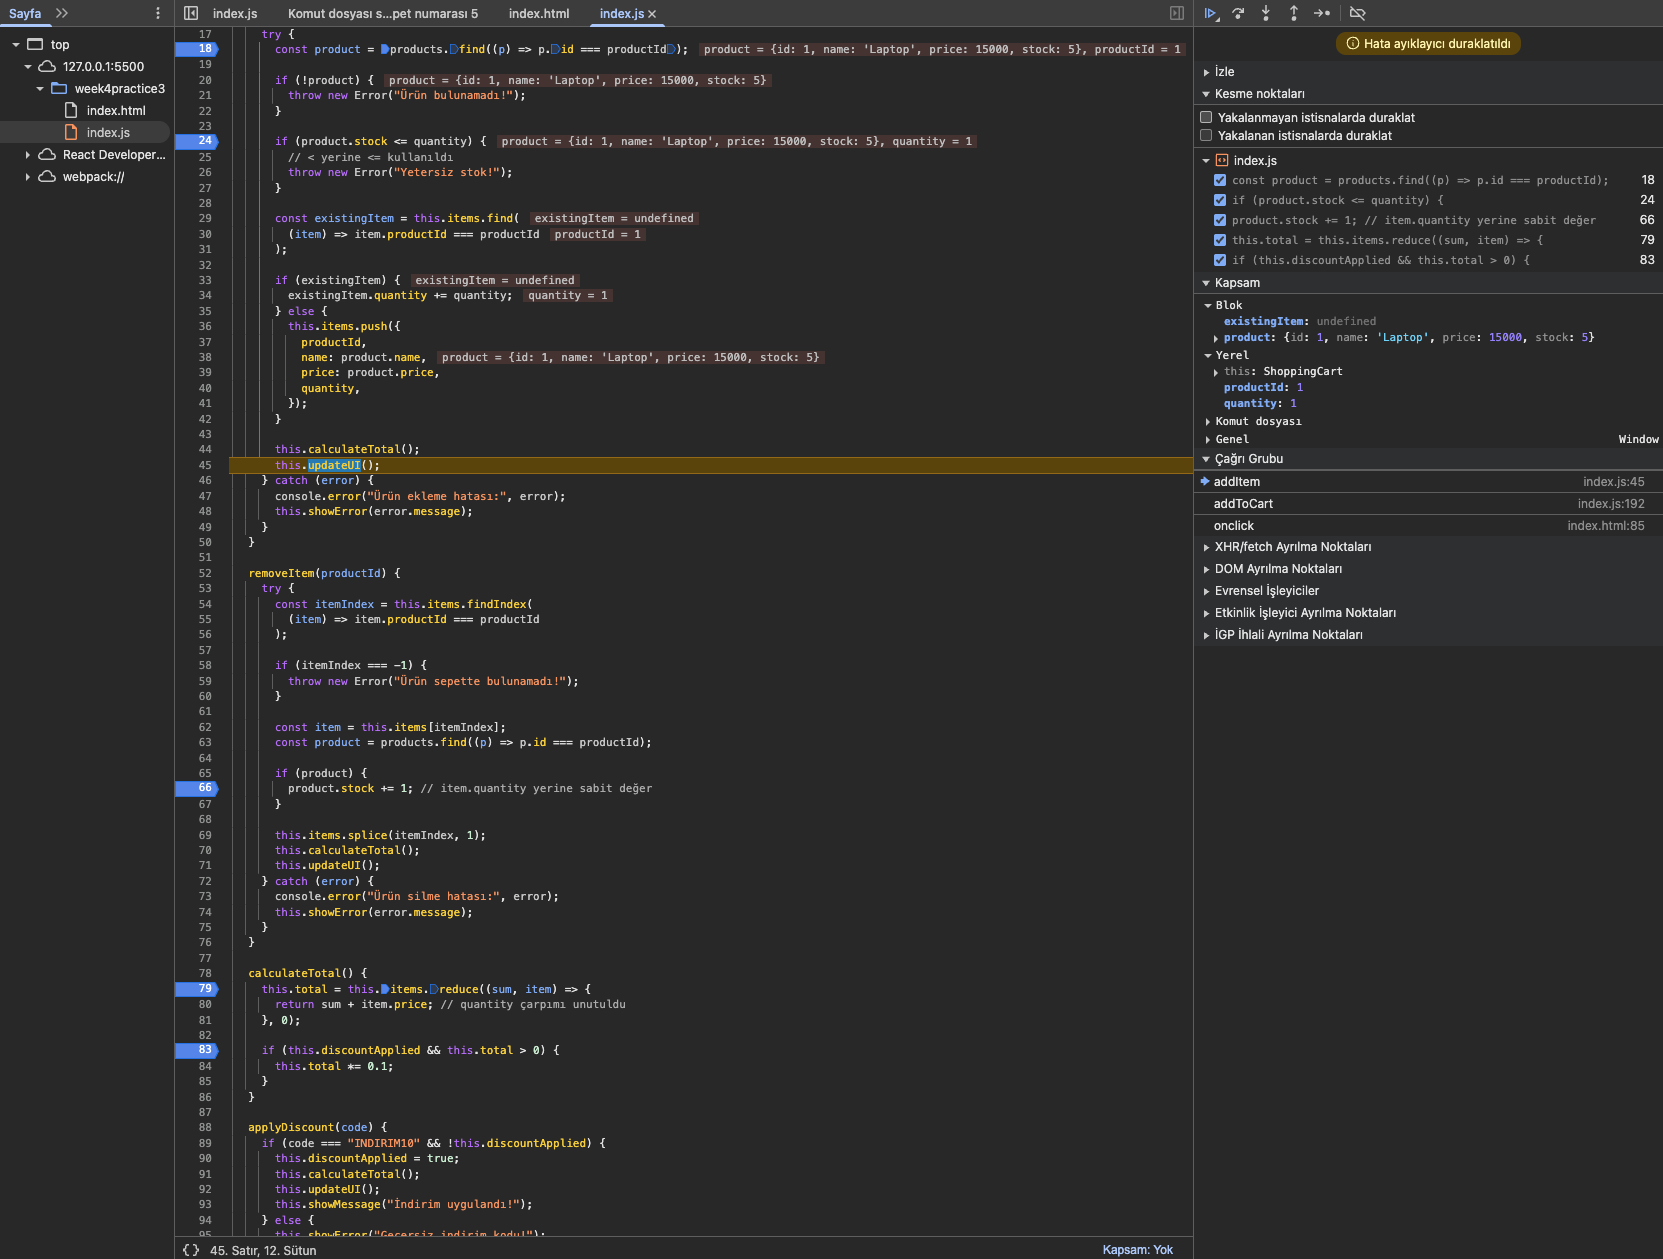 Sayfa
index.js
Komut dosyası s...pet numarası 5
index.html
index.js
top
127.0.0.1:5500
week4practice3
index.html
index.js
React Developer...
webpack://
17 try {
18 const product = products.find((p) => p.id === productId); product = {id: 1, name: 'Laptop', price: 15000, stock: 5}, productId = 1
19
20 if (!product) { product = {id: 1, name: 'Laptop', price: 15000, stock: 5}
21 throw new Error("Ürün bulunamadı!");
22 }
23
24 if (product.stock <= quantity) { product = {id: 1, name: 'Laptop', price: 15000, stock: 5}, quantity = 1
25 // < yerine <= kullanıldı
26 throw new Error("Yetersiz stok!");
27 }
28
29 const existingItem = this.items.find( existingItem = undefined
30 (item) => item.productId === productId productId = 1
31 );
32
33 if (existingItem) { existingItem = undefined
34 existingItem.quantity += quantity; quantity = 1
35 } else {
36 this.items.push({
37 productId,
38 name: product.name, product = {id: 1, name: 'Laptop', price: 15000, stock: 5}
39 price: product.price,
40 quantity,
41 });
42 }
43
44 this.calculateTotal();
45 this.updateUI();
46 } catch (error) {
47 console.error("Ürün ekleme hatası:", error);
48 this.showError(error.message);
49 }
50 }
51
52 removeItem(productId) {
53 try {
54 const itemIndex = this.items.findIndex(
55 (item) => item.productId === productId
56 );
57
58 if (itemIndex === -1) {
59 throw new Error("Ürün sepette bulunamadı!");
60 }
61
62 const item = this.items[itemIndex];
63 const product = products.find((p) => p.id === productId);
64
65 if (product) {
66 product.stock += 1; // item.quantity yerine sabit değer
67 }
68
69 this.items.splice(itemIndex, 1);
70 this.calculateTotal();
71 this.updateUI();
72 } catch (error) {
73 console.error("Ürün silme hatası:", error);
74 this.showError(error.message);
75 }
76 }
77
78 calculateTotal() {
79 this.total = this.items.reduce((sum, item) => {
80 return sum + item.price; // quantity çarpımı unutuldu
81 }, 0);
82
83 if (this.discountApplied && this.total > 0) {
84 this.total *= 0.1;
85 }
86 }
87
88 applyDiscount(code) {
89 if (code === "INDIRIM10" && !this.discountApplied) {
90 this.discountApplied = true;
91 this.calculateTotal();
92 this.updateUI();
93 this.showMessage("İndirim uygulandı!");
94 } else {
95 this.showError("Geçersiz indirim kodu!");
{} 45. Satır, 12. Sütun
Kapsam: Yok
Hata ayıklayıcı duraklatıldı
İzle
Kesme noktaları
Yakalanmayan istisnalarda duraklat
Yakalanan istisnalarda duraklat
index.js
const product = products.find((p) => p.id === productId); 18
if (product.stock <= quantity) { 24
product.stock += 1; // item.quantity yerine sabit değer 66
this.total = this.items.reduce((sum, item) => { 79
if (this.discountApplied && this.total > 0) { 83
Kapsam
Blok
existingItem: undefined
product: {id: 1, name: 'Laptop', price: 15000, stock: 5}
Yerel
this: ShoppingCart
productId: 1
quantity: 1
Komut dosyası
Genel Window
Çağrı Grubu
addItem index.js:45
addToCart index.js:192
onclick index.html:85
XHR/fetch Ayrılma Noktaları
DOM Ayrılma Noktaları
Evrensel İşleyiciler
Etkinlik İşleyici Ayrılma Noktaları
İGP İhlali Ayrılma Noktaları